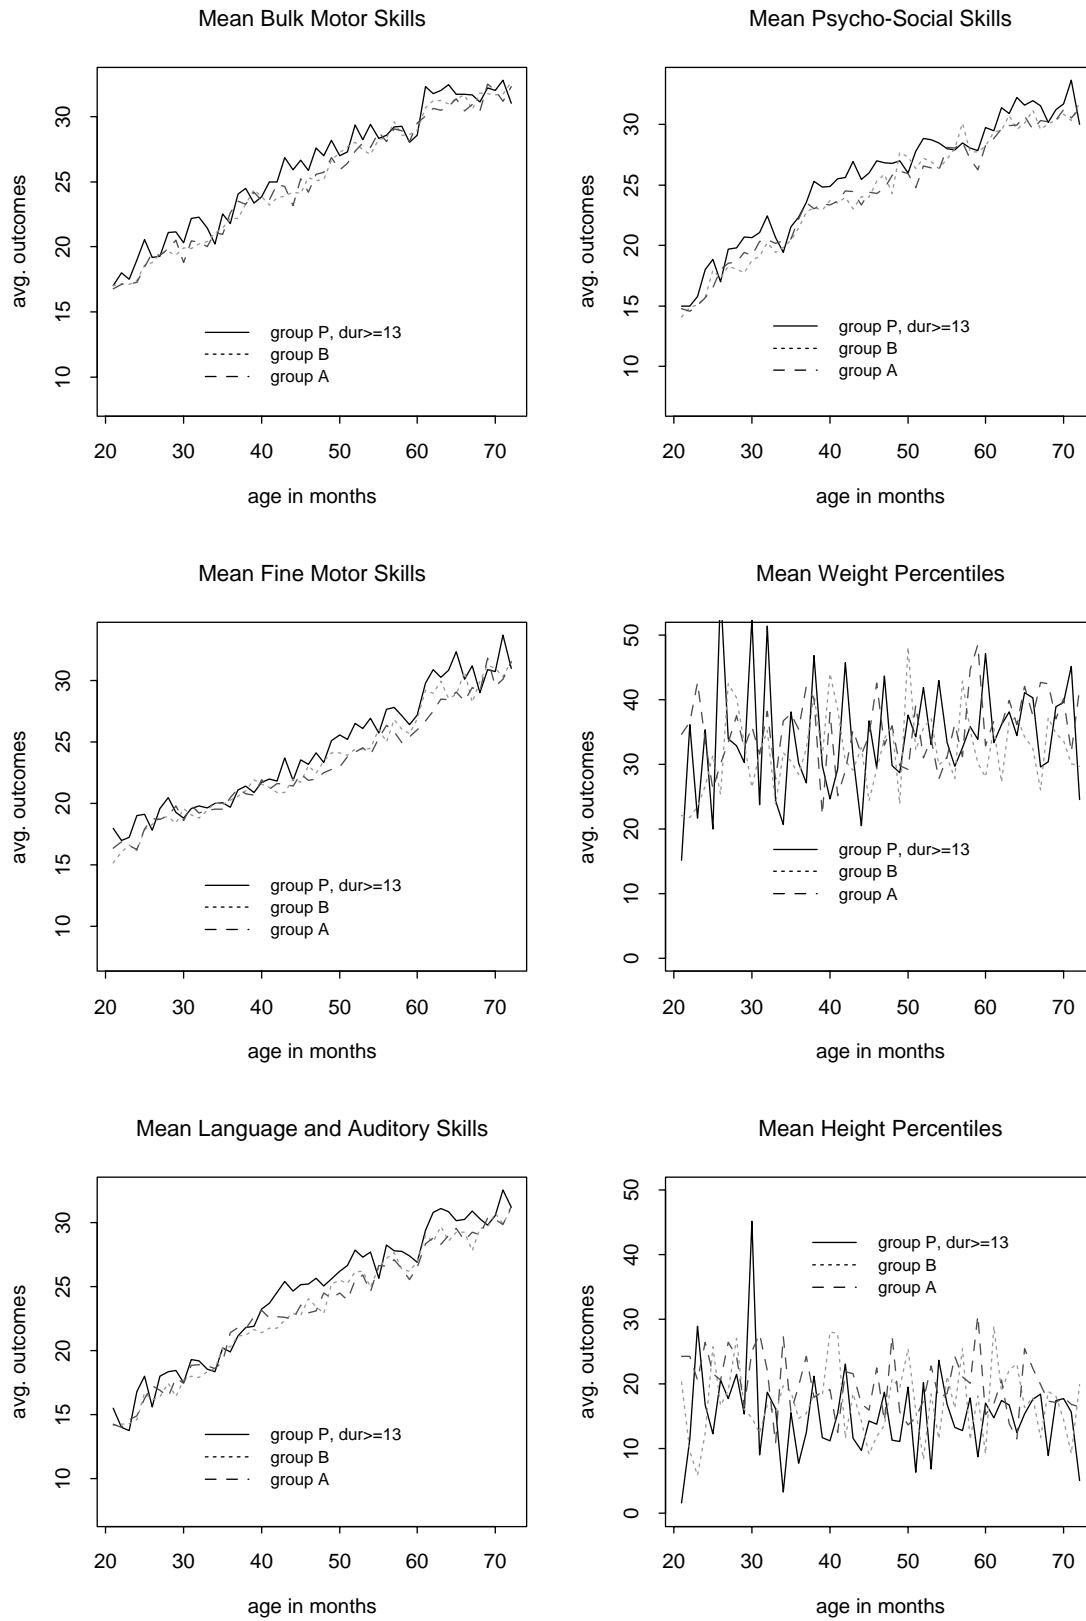 Mean Bulk Motor Skills
avg. outcomes
10 15 20 25 30
20 30 40 50 60 70
age in months
group P, dur>=13
group B
group A
Mean Psycho-Social Skills
avg. outcomes
10 15 20 25 30
20 30 40 50 60 70
age in months
group P, dur>=13
group B
group A
Mean Fine Motor Skills
avg. outcomes
10 15 20 25 30
20 30 40 50 60 70
age in months
group P, dur>=13
group B
group A
Mean Weight Percentiles
avg. outcomes
0 10 20 30 40 50
20 30 40 50 60 70
age in months
group P, dur>=13
group B
group A
Mean Language and Auditory Skills
avg. outcomes
10 15 20 25 30
20 30 40 50 60 70
age in months
group P, dur>=13
group B
group A
Mean Height Percentiles
avg. outcomes
0 10 20 30 40 50
20 30 40 50 60 70
age in months
group P, dur>=13
group B
group A